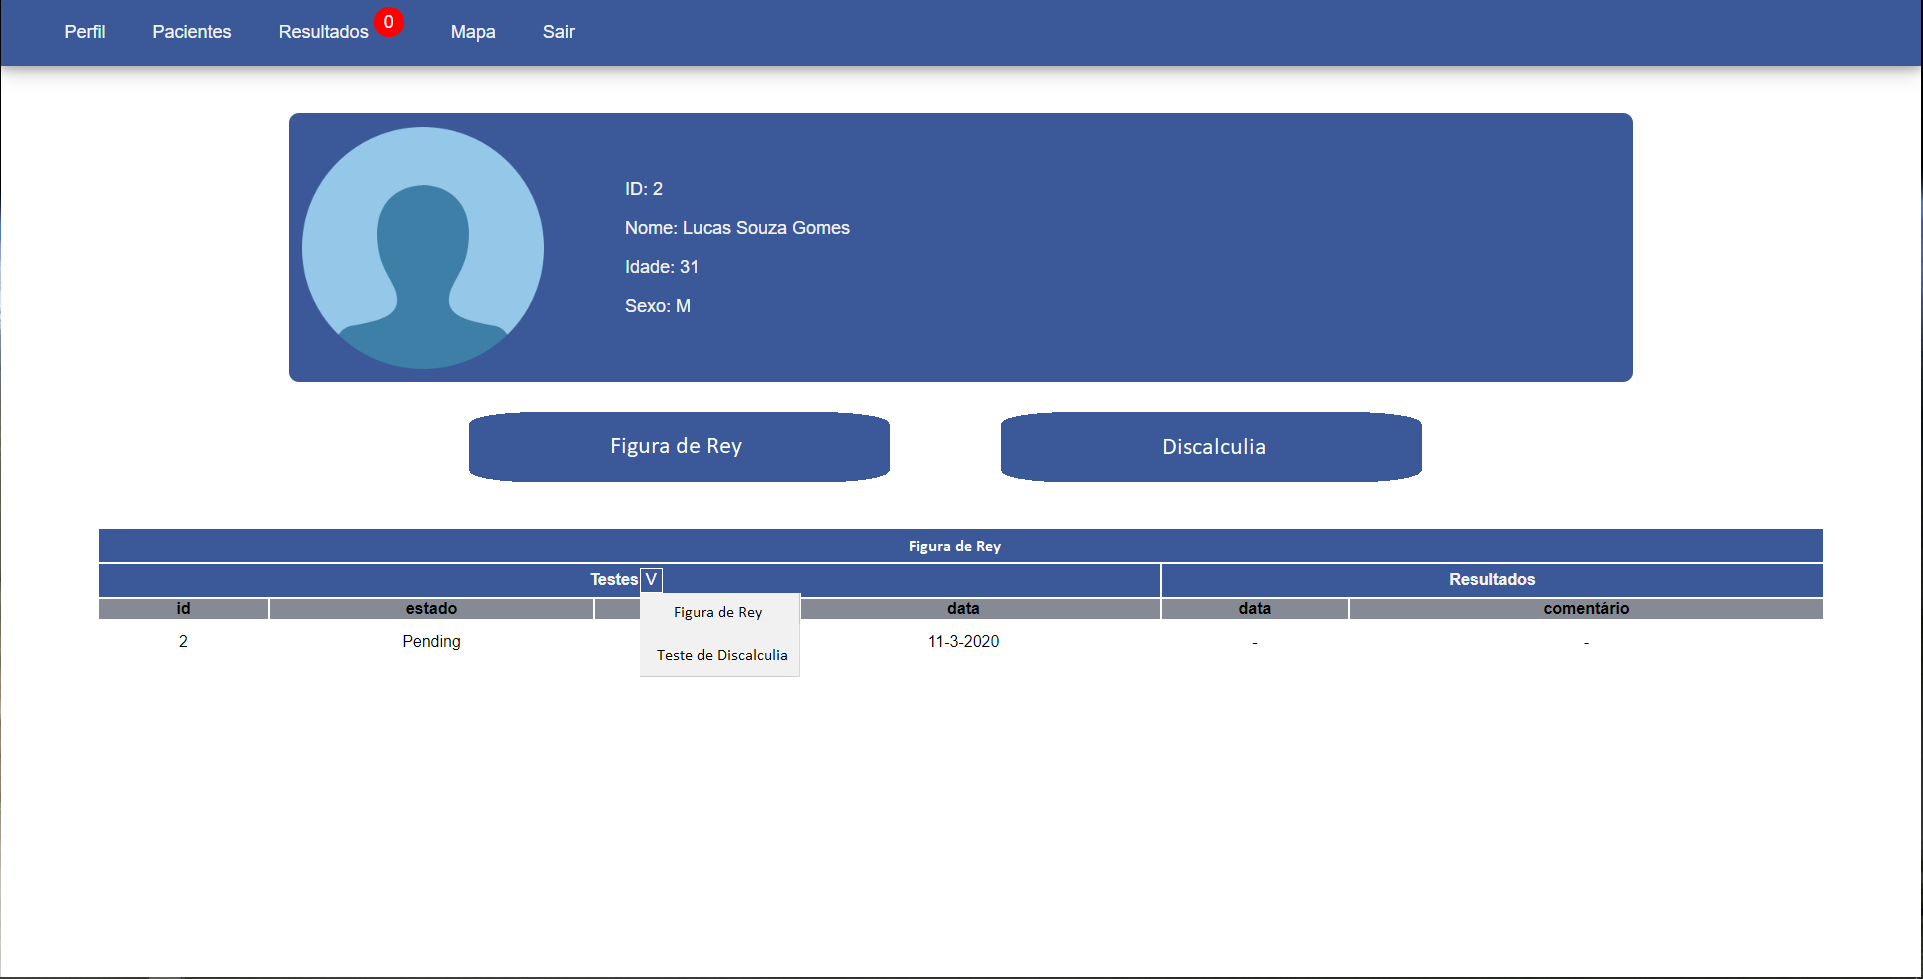 Perfil Pacientes Resultados 0 Mapa Sair
ID: 2
Nome: Lucas Souza Gomes
Idade: 31
Sexo: M
Figura de Rey Discalculia
Figura de Rey
Testes V Resultados
id estado data data comentário
Figura de Rey
2 Pending 11-3-2020 - -
Teste de Discalculia